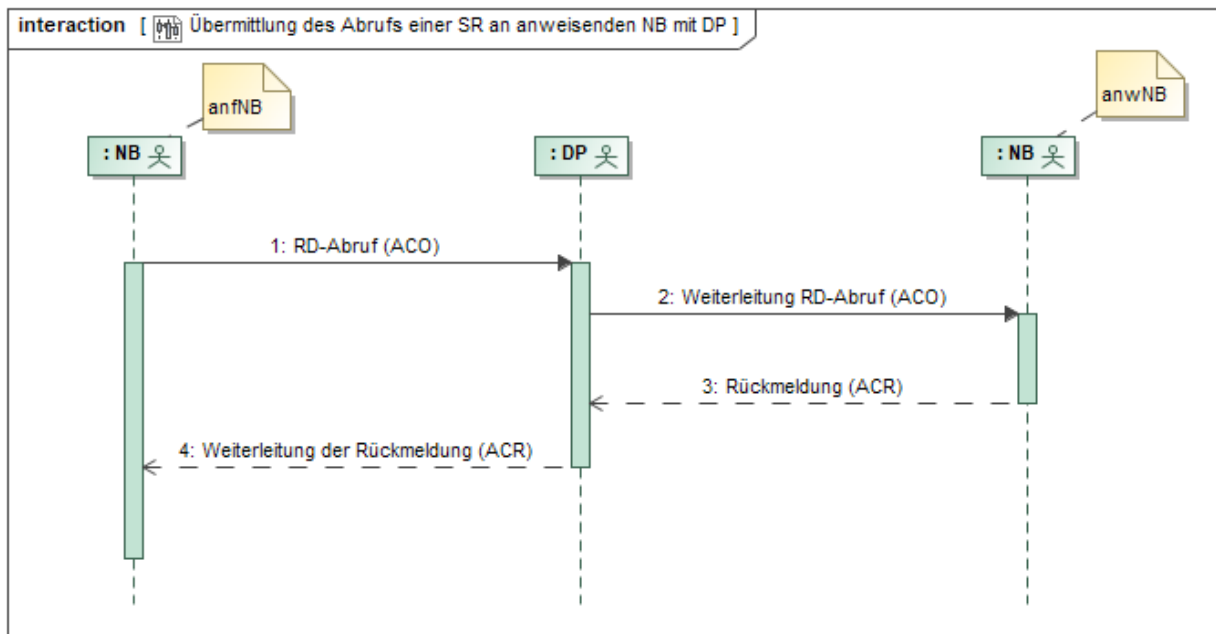 interaction [ Übermittlung des Abrufs einer SR an anweisenden NB mit DP ]
anfNB
anwNB
: NB
: DP
: NB
1: RD-Abruf (ACO)
2: Weiterleitung RD-Abruf (ACO)
3: Rückmeldung (ACR)
4: Weiterleitung der Rückmeldung (ACR)